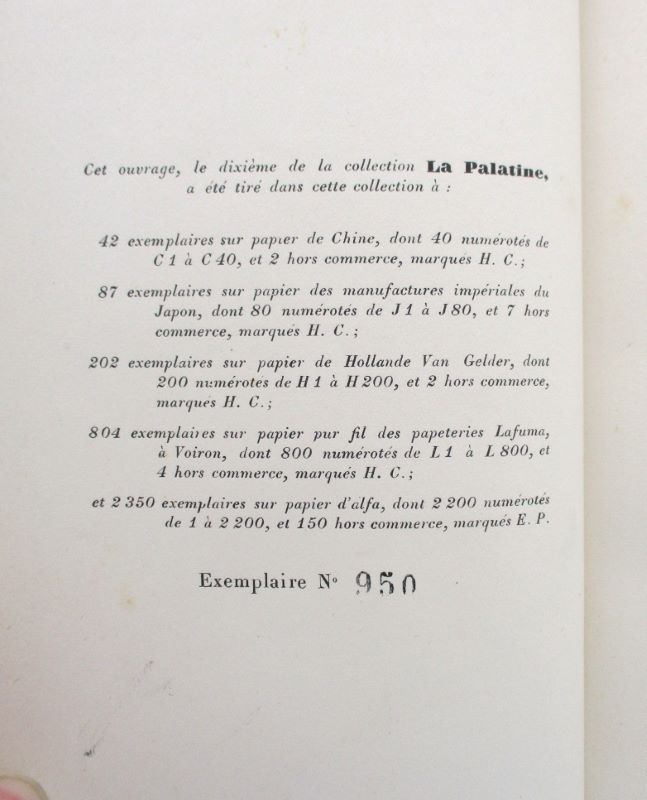 Cet ouvrage, le dixième de la collection La Palatine,
a été tiré dans cette collection à :
42 exemplaires sur papier de Chine, dont 40 numérotés de
C 1 à C 40, et 2 hors commerce, marqués H. C. ;
87 exemplaires sur papier des manufactures impériales du
Japon, dont 80 numérotés de J 1 à J 80, et 7 hors
commerce, marqués H. C. ;
202 exemplaires sur papier de Hollande Van Gelder, dont
200 numérotés de H 1 à H 200, et 2 hors commerce,
marqués H. C. ;
804 exemplaires sur papier pur fil des papeteries Lafuma,
à Voiron, dont 800 numérotés de L 1 à L 800, et
4 hors commerce, marqués H. C. ;
et 2 350 exemplaires sur papier d'alfa, dont 2 200 numérotés
de 1 à 2 200, et 150 hors commerce, marqués E. P.
Exemplaire N° 950